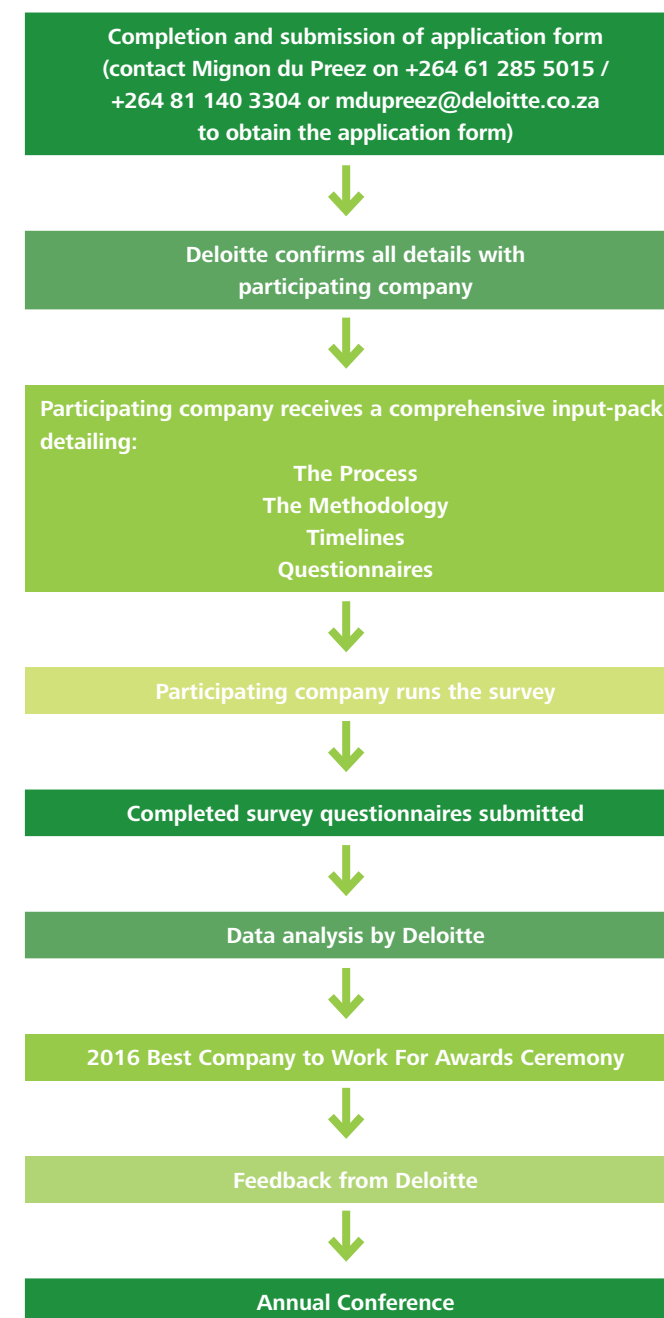 Completion and submission of application form
(contact Mignon du Preez on +264 61 285 5015 /
+264 81 140 3304 or mdupreez@deloitte.co.za
to obtain the application form)
Deloitte confirms all details with
participating company
Participating company receives a comprehensive input-pack
detailing:
The Process
The Methodology
Timelines
Questionnaires
Participating company runs the survey
Completed survey questionnaires submitted
Data analysis by Deloitte
2016 Best Company to Work For Awards Ceremony
Feedback from Deloitte
Annual Conference